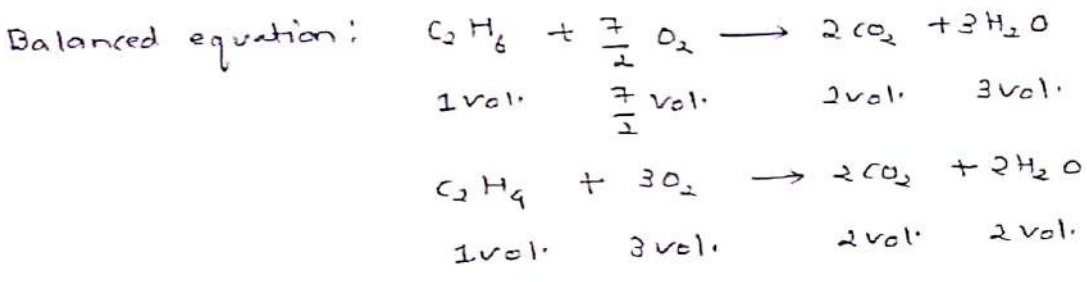 Balanced equation: C₂H₆ + 7/2 O₂ → 2CO₂ + 3H₂O
1 vol. 7/2 vol. 2 vol. 3 vol.
C₂H₄ + 3O₂ → 2CO₂ + 2H₂O
1 vol. 3 vol. 2 vol. 2 vol.